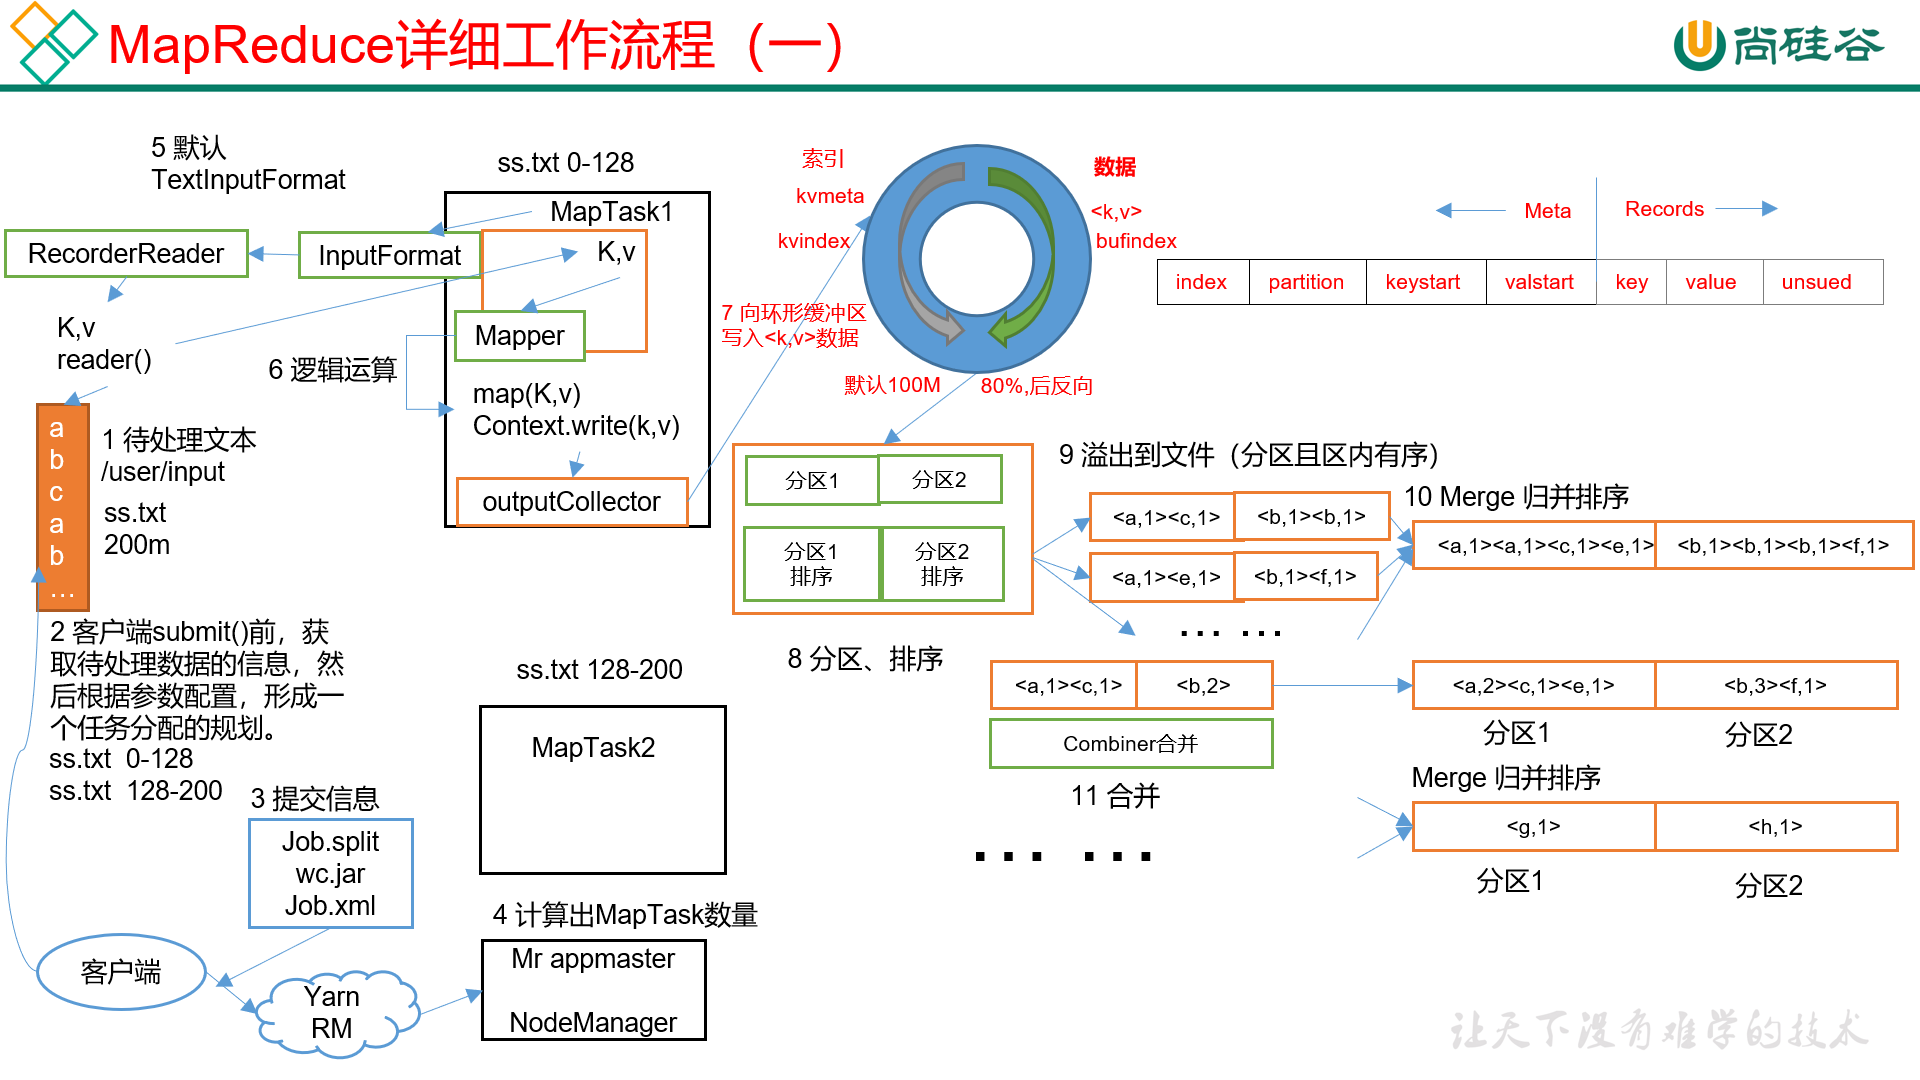 MapReduce详细工作流程（一）
尚硅谷
5 默认
TextInputFormat
ss.txt 0-128
MapTask1
RecorderReader
InputFormat
K,v
K,v
reader()
Mapper
6 逻辑运算
map(K,v)
Context.write(k,v)
outputCollector
a
b
c
a
b
…
1 待处理文本
/user/input
ss.txt
200m
2 客户端submit()前，获
取待处理数据的信息，然
后根据参数配置，形成一
个任务分配的规划。
ss.txt 0-128
ss.txt 128-200
3 提交信息
Job.split
wc.jar
Job.xml
客户端
Yarn
RM
4 计算出MapTask数量
Mr appmaster
NodeManager
ss.txt 128-200
MapTask2
索引
kvmeta
kvindex
数据
<k,v>
bufindex
7 向环形缓冲区
写入<k,v>数据
默认100M
80%,后反向
Meta
Records
index partition keystart valstart key value unsued
分区1 分区2
分区1
排序
分区2
排序
8 分区、排序
9 溢出到文件（分区且区内有序）
<a,1><c,1> <b,1><b,1>
<a,1><e,1> <b,1><f,1>
… …
10 Merge 归并排序
<a,1><a,1><c,1><e,1> <b,1><b,1><b,1><f,1>
<a,1><c,1> <b,2>
Combiner合并
11 合并
… …
<a,2><c,1><e,1> <b,3><f,1>
分区1 分区2
Merge 归并排序
<g,1> <h,1>
分区1 分区2
让天下没有难学的技术